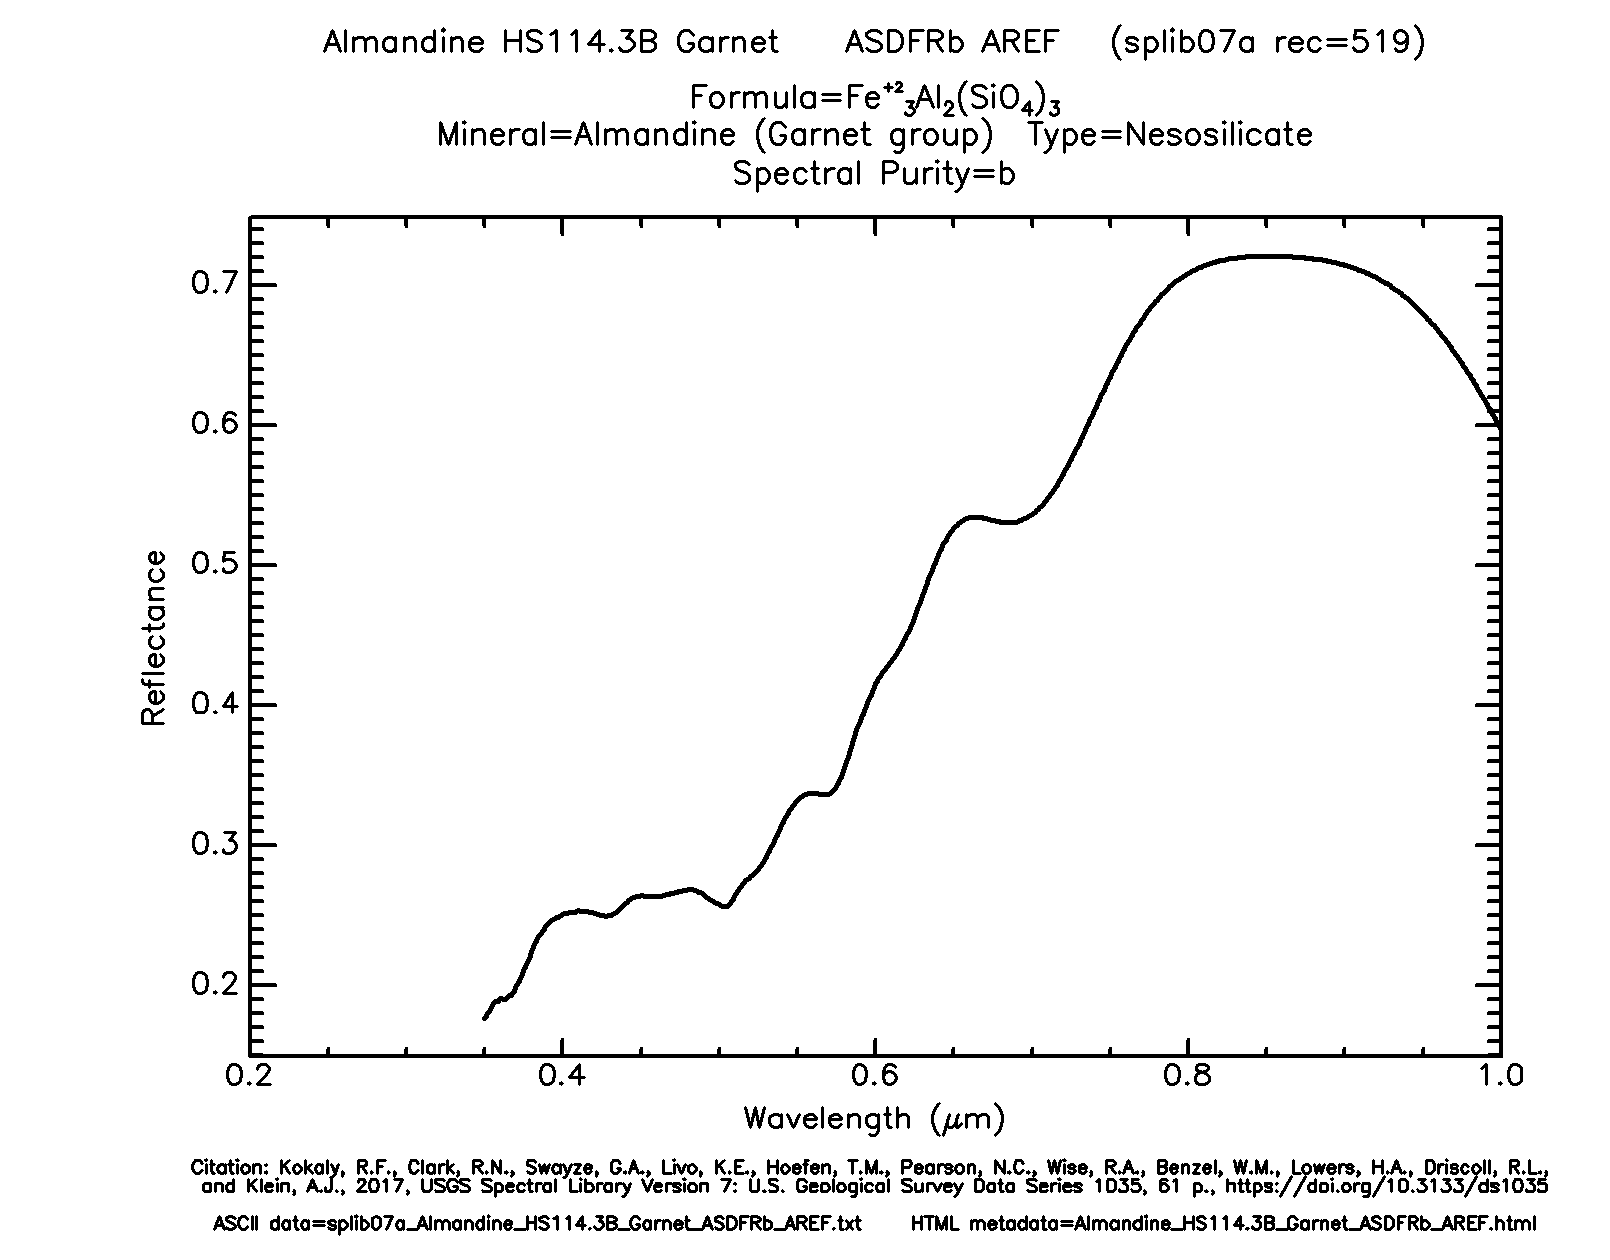 Almandine HS114.3B Garnet ASDFRb AREF (splib07a rec=519)
Formula=Fe⁺²₃Al₂(SiO₄)₃
Mineral=Almandine (Garnet group) Type=Nesosilicate
Spectral Purity=b
0.7
0.6
0.5
0.4
0.3
0.2
Reflectance
0.2 0.4 0.6 0.8 1.0
Wavelength (μm)
Citation: Kokaly, R.F., Clark, R.N., Swayze, G.A., Livo, K.E., Hoefen, T.M., Pearson, N.C., Wise, R.A., Benzel, W.M., Lowers, H.A., Driscoll, R.L.,
and Klein, A.J., 2017, USGS Spectral Library Version 7: U.S. Geological Survey Data Series 1035, 61 p., https://doi.org/10.3133/ds1035
ASCII data=splib07a_Almandine_HS114.3B_Garnet_ASDFRb_AREF.txt HTML metadata=Almandine_HS114.3B_Garnet_ASDFRb_AREF.html